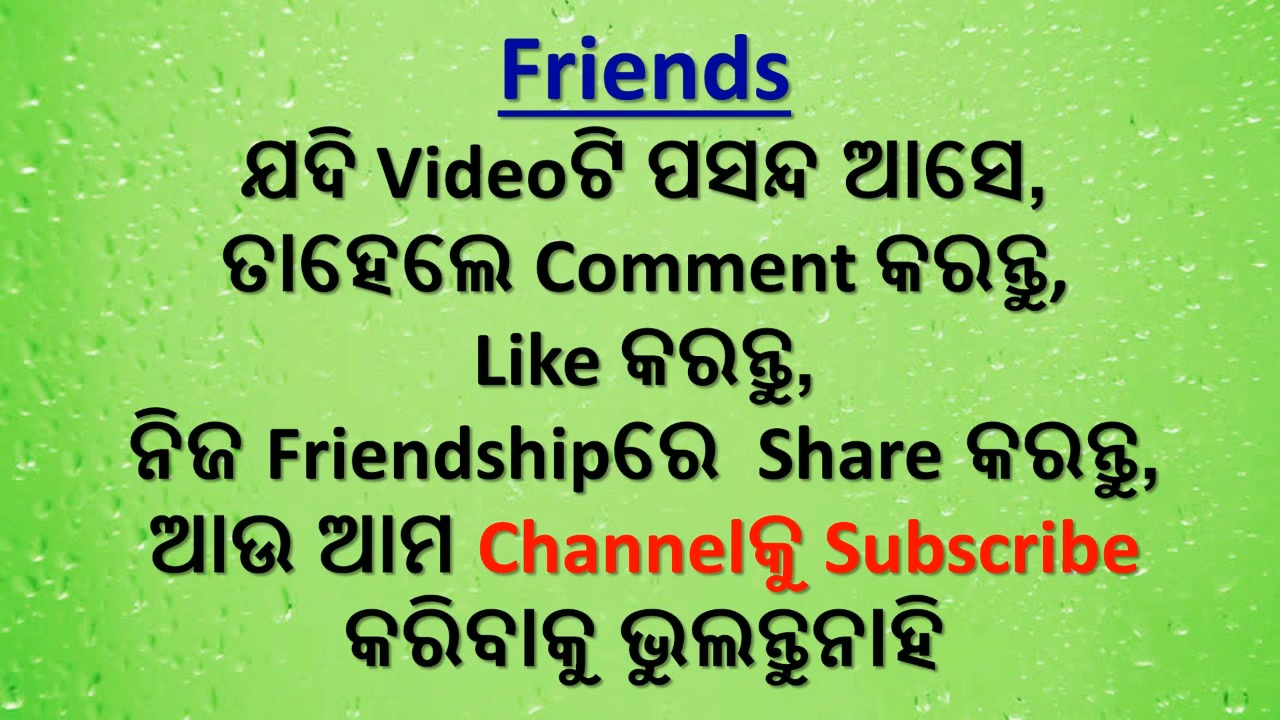 Friends
ଯଦି Videoଟି ପସନ୍ଦ ଆସେ,
ତାହେଲେ Comment କରନ୍ତୁ,
Like କରନ୍ତୁ,
ନିଜ Friendshipରେ Share କରନ୍ତୁ,
ଆଉ ଆମ Channelକୁ Subscribe
କରିବାକୁ ଭୁଲନ୍ତୁନାହି